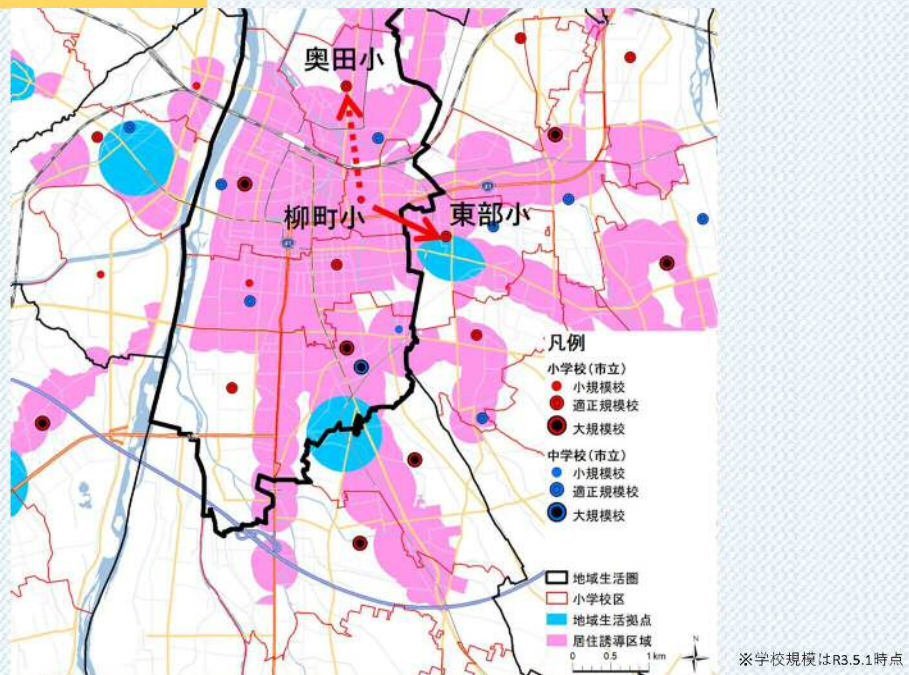 奥田小
柳町小
東部小
凡例
小学校(市立)
小規模校
適正規模校
大規模校
中学校(市立)
小規模校
適正規模校
大規模校
地域生活圏
小学校区
地域生活拠点
居住誘導区域
N
0 0.5 1km
※学校規模はR3.5.1時点